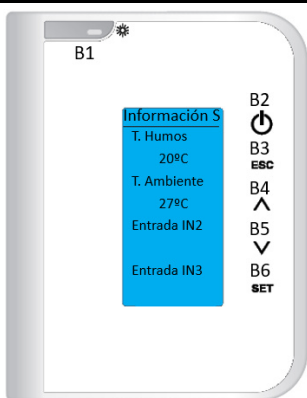 B1
Información S
T. Humos
20ºC
T. Ambiente
27ºC
Entrada IN2
Entrada IN3
B2
B3
ESC
B4
B5
B6
SET